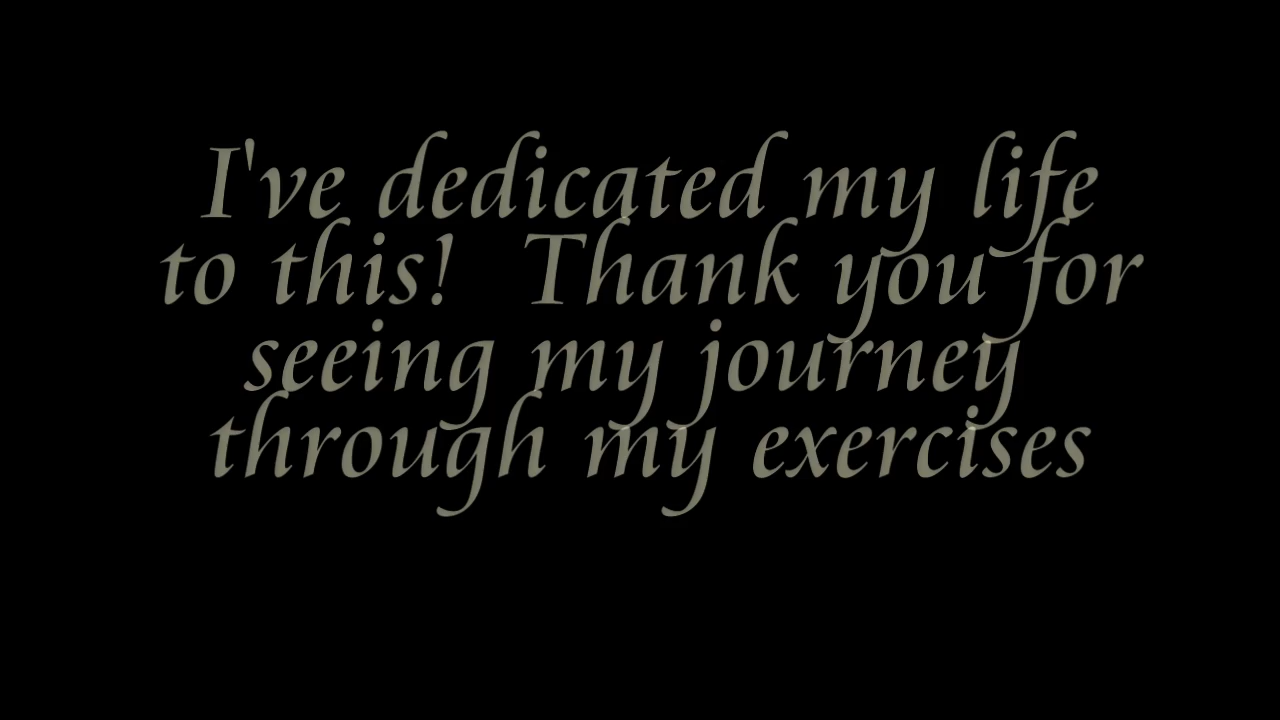 I've dedicated my life
to this!  Thank you for
seeing my journey
through my exercises